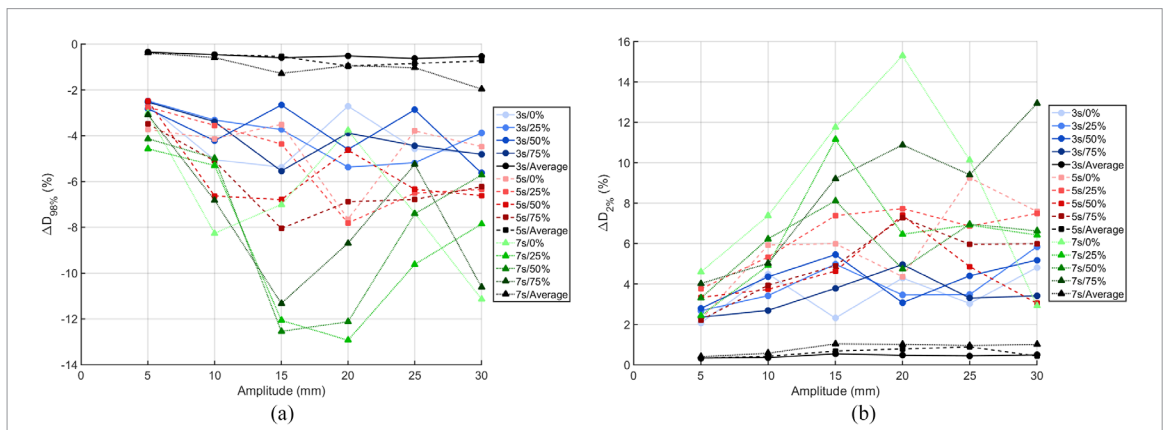 0
-2
-4
-6
-8
-10
-12
-14
ΔD98% (%)
0 5 10 15 20 25 30
Amplitude (mm)
3s/0%
3s/25%
3s/50%
3s/75%
3s/Average
5s/0%
5s/25%
5s/50%
5s/75%
5s/Average
7s/0%
7s/25%
7s/50%
7s/75%
7s/Average
(a)
16
14
12
10
8
6
4
2
0
ΔD2% (%)
0 5 10 15 20 25 30
Amplitude (mm)
3s/0%
3s/25%
3s/50%
3s/75%
3s/Average
5s/0%
5s/25%
5s/50%
5s/75%
5s/Average
7s/0%
7s/25%
7s/50%
7s/75%
7s/Average
(b)